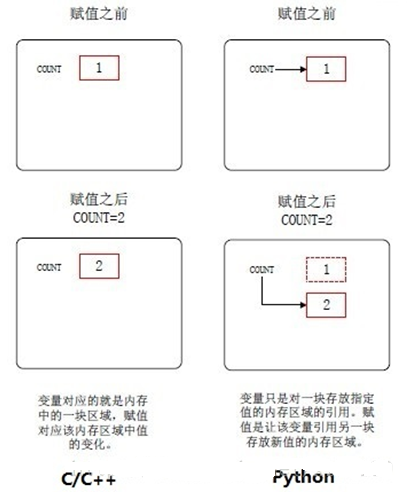 赋值之前
COUNT
1
赋值之后
COUNT=2
COUNT
2
变量对应的就是内存
中的一块区域，赋值
对应该内存区域中值
的变化。
C/C++
赋值之前
COUNT
1
赋值之后
COUNT=2
COUNT
1
2
变量只是对一块存放指定
值的内存区域的引用。赋
值是让该变量引用另一块
存放新值的内存区域。
Python